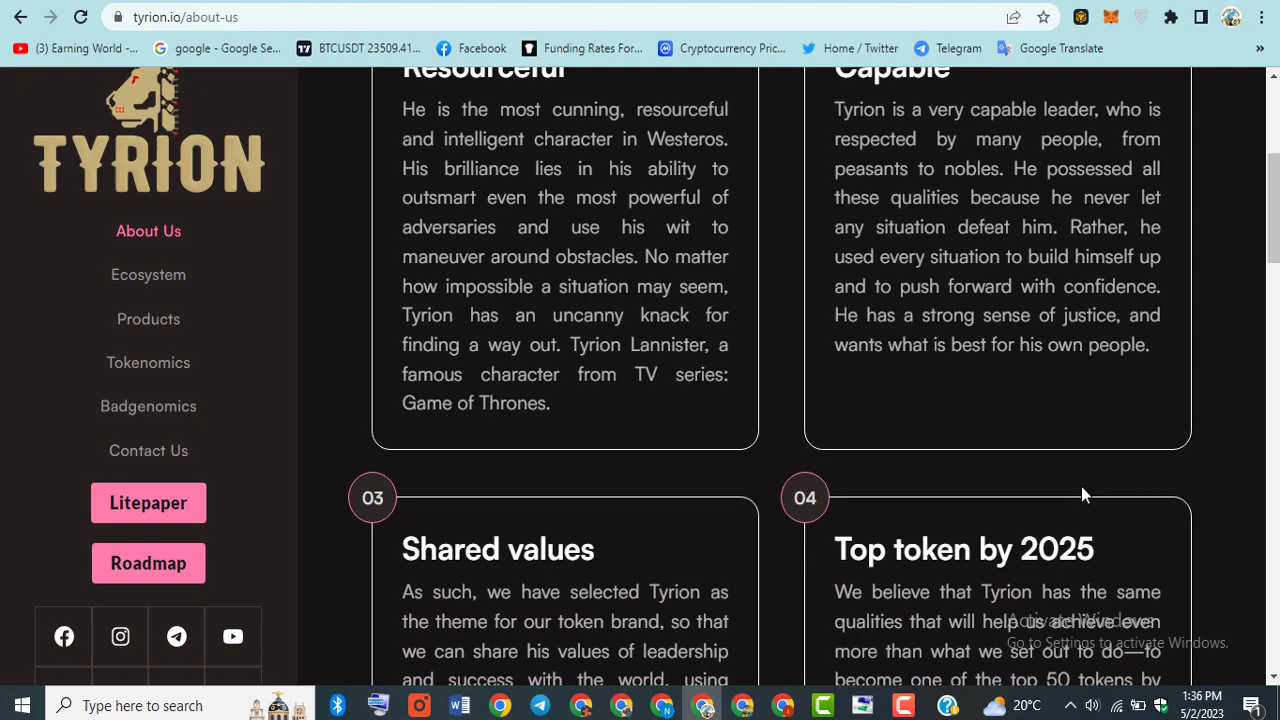 tyrion.io/about-us
(3) Earning World -...
google - Google Se...
BTCUSDT 23509.41...
Facebook
Funding Rates For...
Cryptocurrency Pric...
Home / Twitter
Telegram
Google Translate
»
TYRION
About Us
Ecosystem
Products
Tokenomics
Badgenomics
Contact Us
Litepaper
Roadmap
Resourceful
He is the most cunning, resourceful
and intelligent character in Westeros.
His brilliance lies in his ability to
outsmart even the most powerful of
adversaries and use his wit to
maneuver around obstacles. No matter
how impossible a situation may seem,
Tyrion has an uncanny knack for
finding a way out. Tyrion Lannister, a
famous character from TV series:
Game of Thrones.
Capable
Tyrion is a very capable leader, who is
respected by many people, from
peasants to nobles. He possessed all
these qualities because he never let
any situation defeat him. Rather, he
used every situation to build himself up
and to push forward with confidence.
He has a strong sense of justice, and
wants what is best for his own people.
03
Shared values
As such, we have selected Tyrion as
the theme for our token brand, so that
we can share his values of leadership
and success with the world, using
04
Top token by 2025
We believe that Tyrion has the same
qualities that will help us achieve even
more than what we set out to do—to
become one of the top 50 tokens by
Activate Windows
Go to Settings to activate Windows.
Type here to search
20°C
1:36 PM
5/2/2023
1